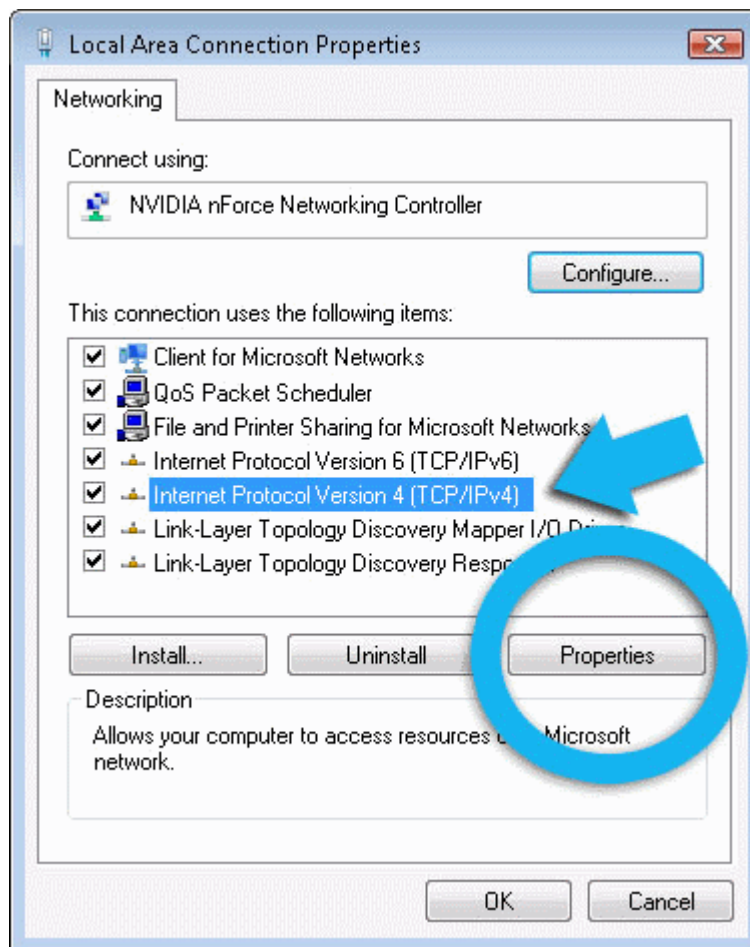 Local Area Connection Properties
Networking
Connect using:
NVIDIA nForce Networking Controller
Configure...
This connection uses the following items:
Client for Microsoft Networks
QoS Packet Scheduler
File and Printer Sharing for Microsoft Networks
Internet Protocol Version 6 (TCP/IPv6)
Internet Protocol Version 4 (TCP/IPv4)
Link-Layer Topology Discovery Mapper I/O
Link-Layer Topology Discovery
Install...
Uninstall
Properties
Description
Allows your computer to access resources Microsoft
network.
OK
Cancel